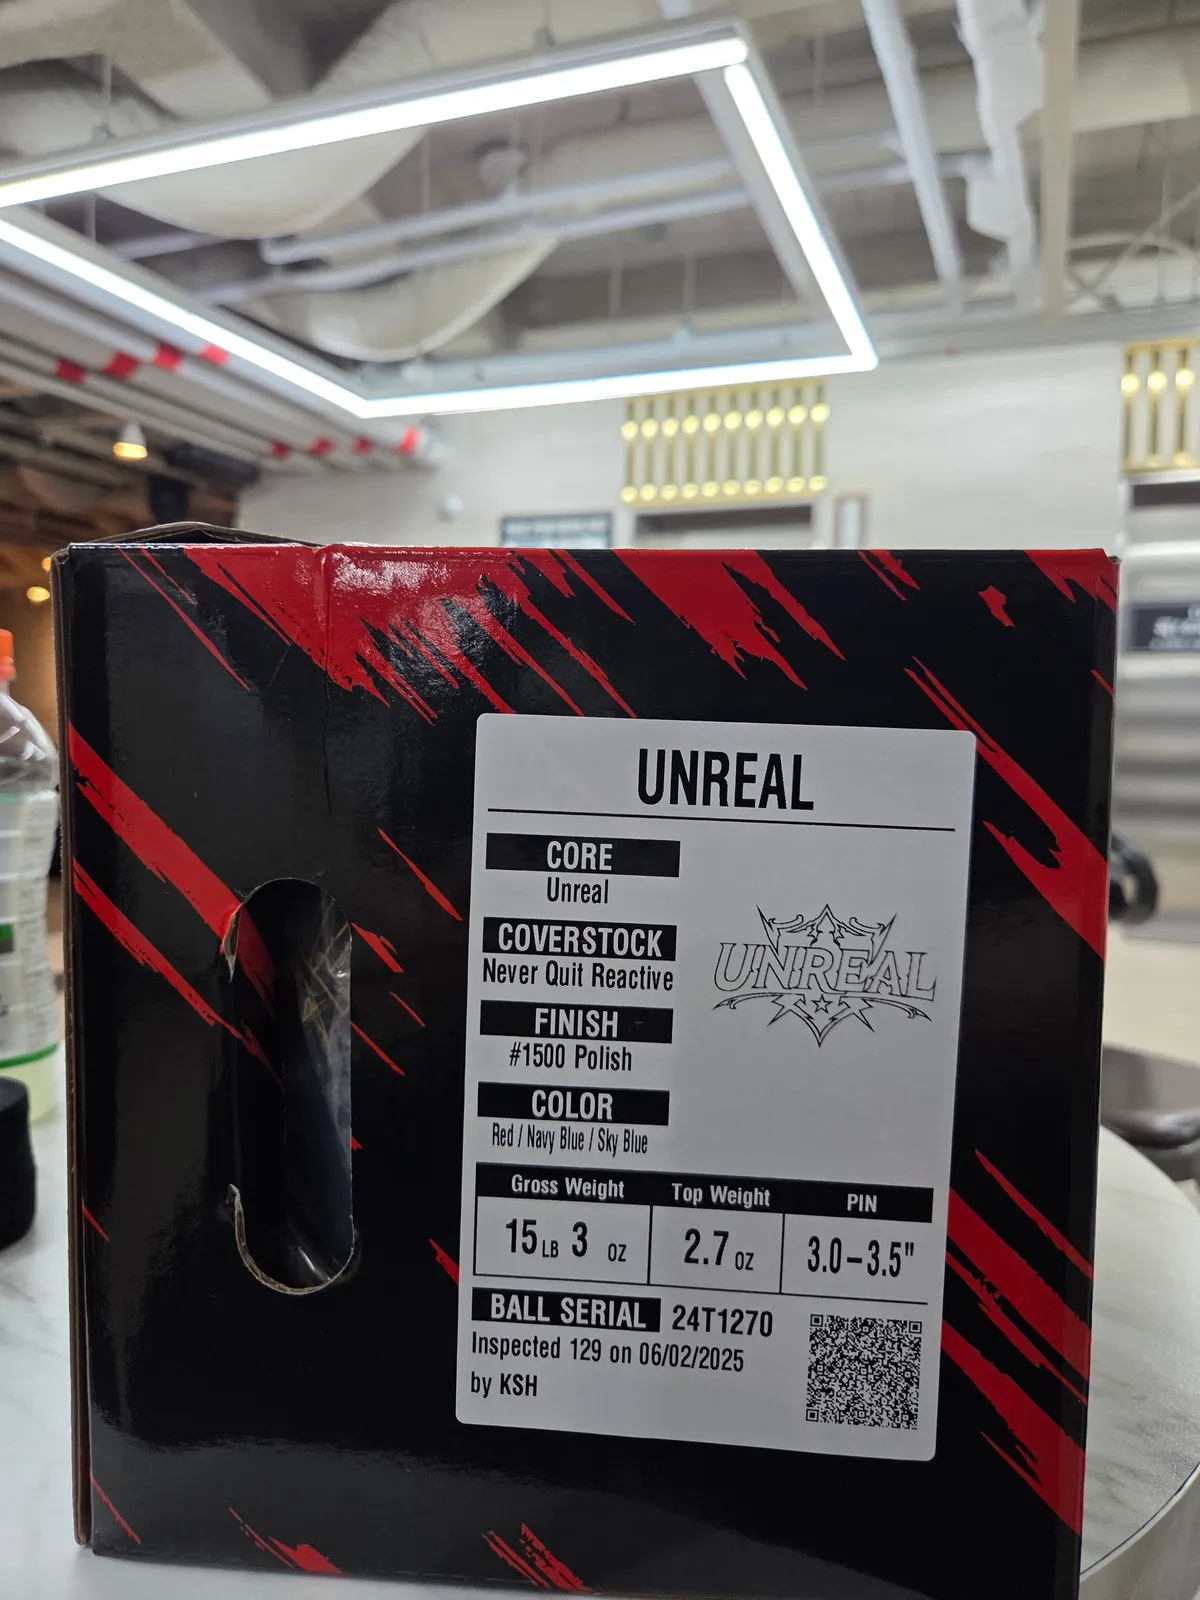 UNREAL
CORE
Unreal
COVERSTOCK
Never Quit Reactive
FINISH
#1500 Polish
COLOR
Red / Navy Blue / Sky Blue
UNREAL
Gross Weight Top Weight PIN
15 LB 3 OZ 2.7 OZ 3.0-3.5"
BALL SERIAL 24T1270
Inspected 129 on 06/02/2025
by KSH